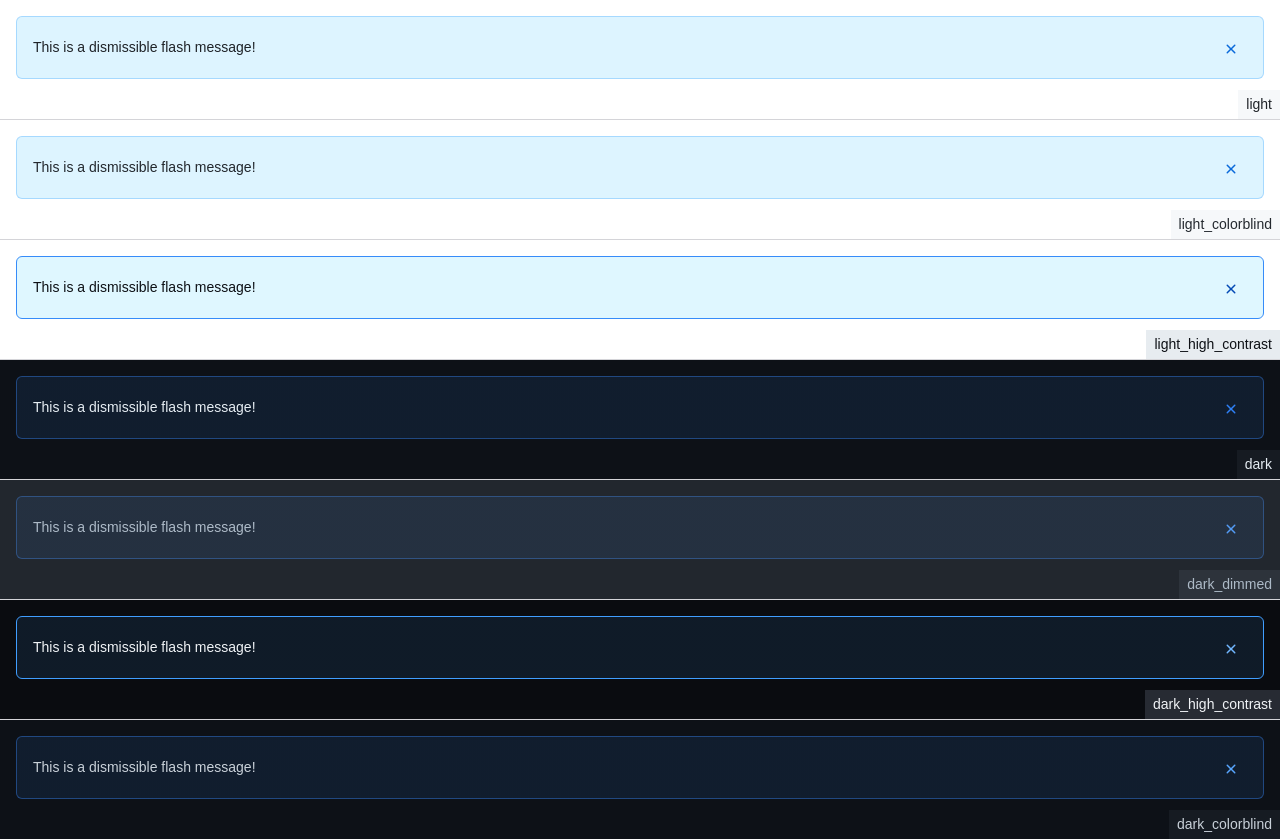 This is a dismissible flash message!
light
This is a dismissible flash message!
light_colorblind
This is a dismissible flash message!
light_high_contrast
This is a dismissible flash message!
dark
This is a dismissible flash message!
dark_dimmed
This is a dismissible flash message!
dark_high_contrast
This is a dismissible flash message!
dark_colorblind